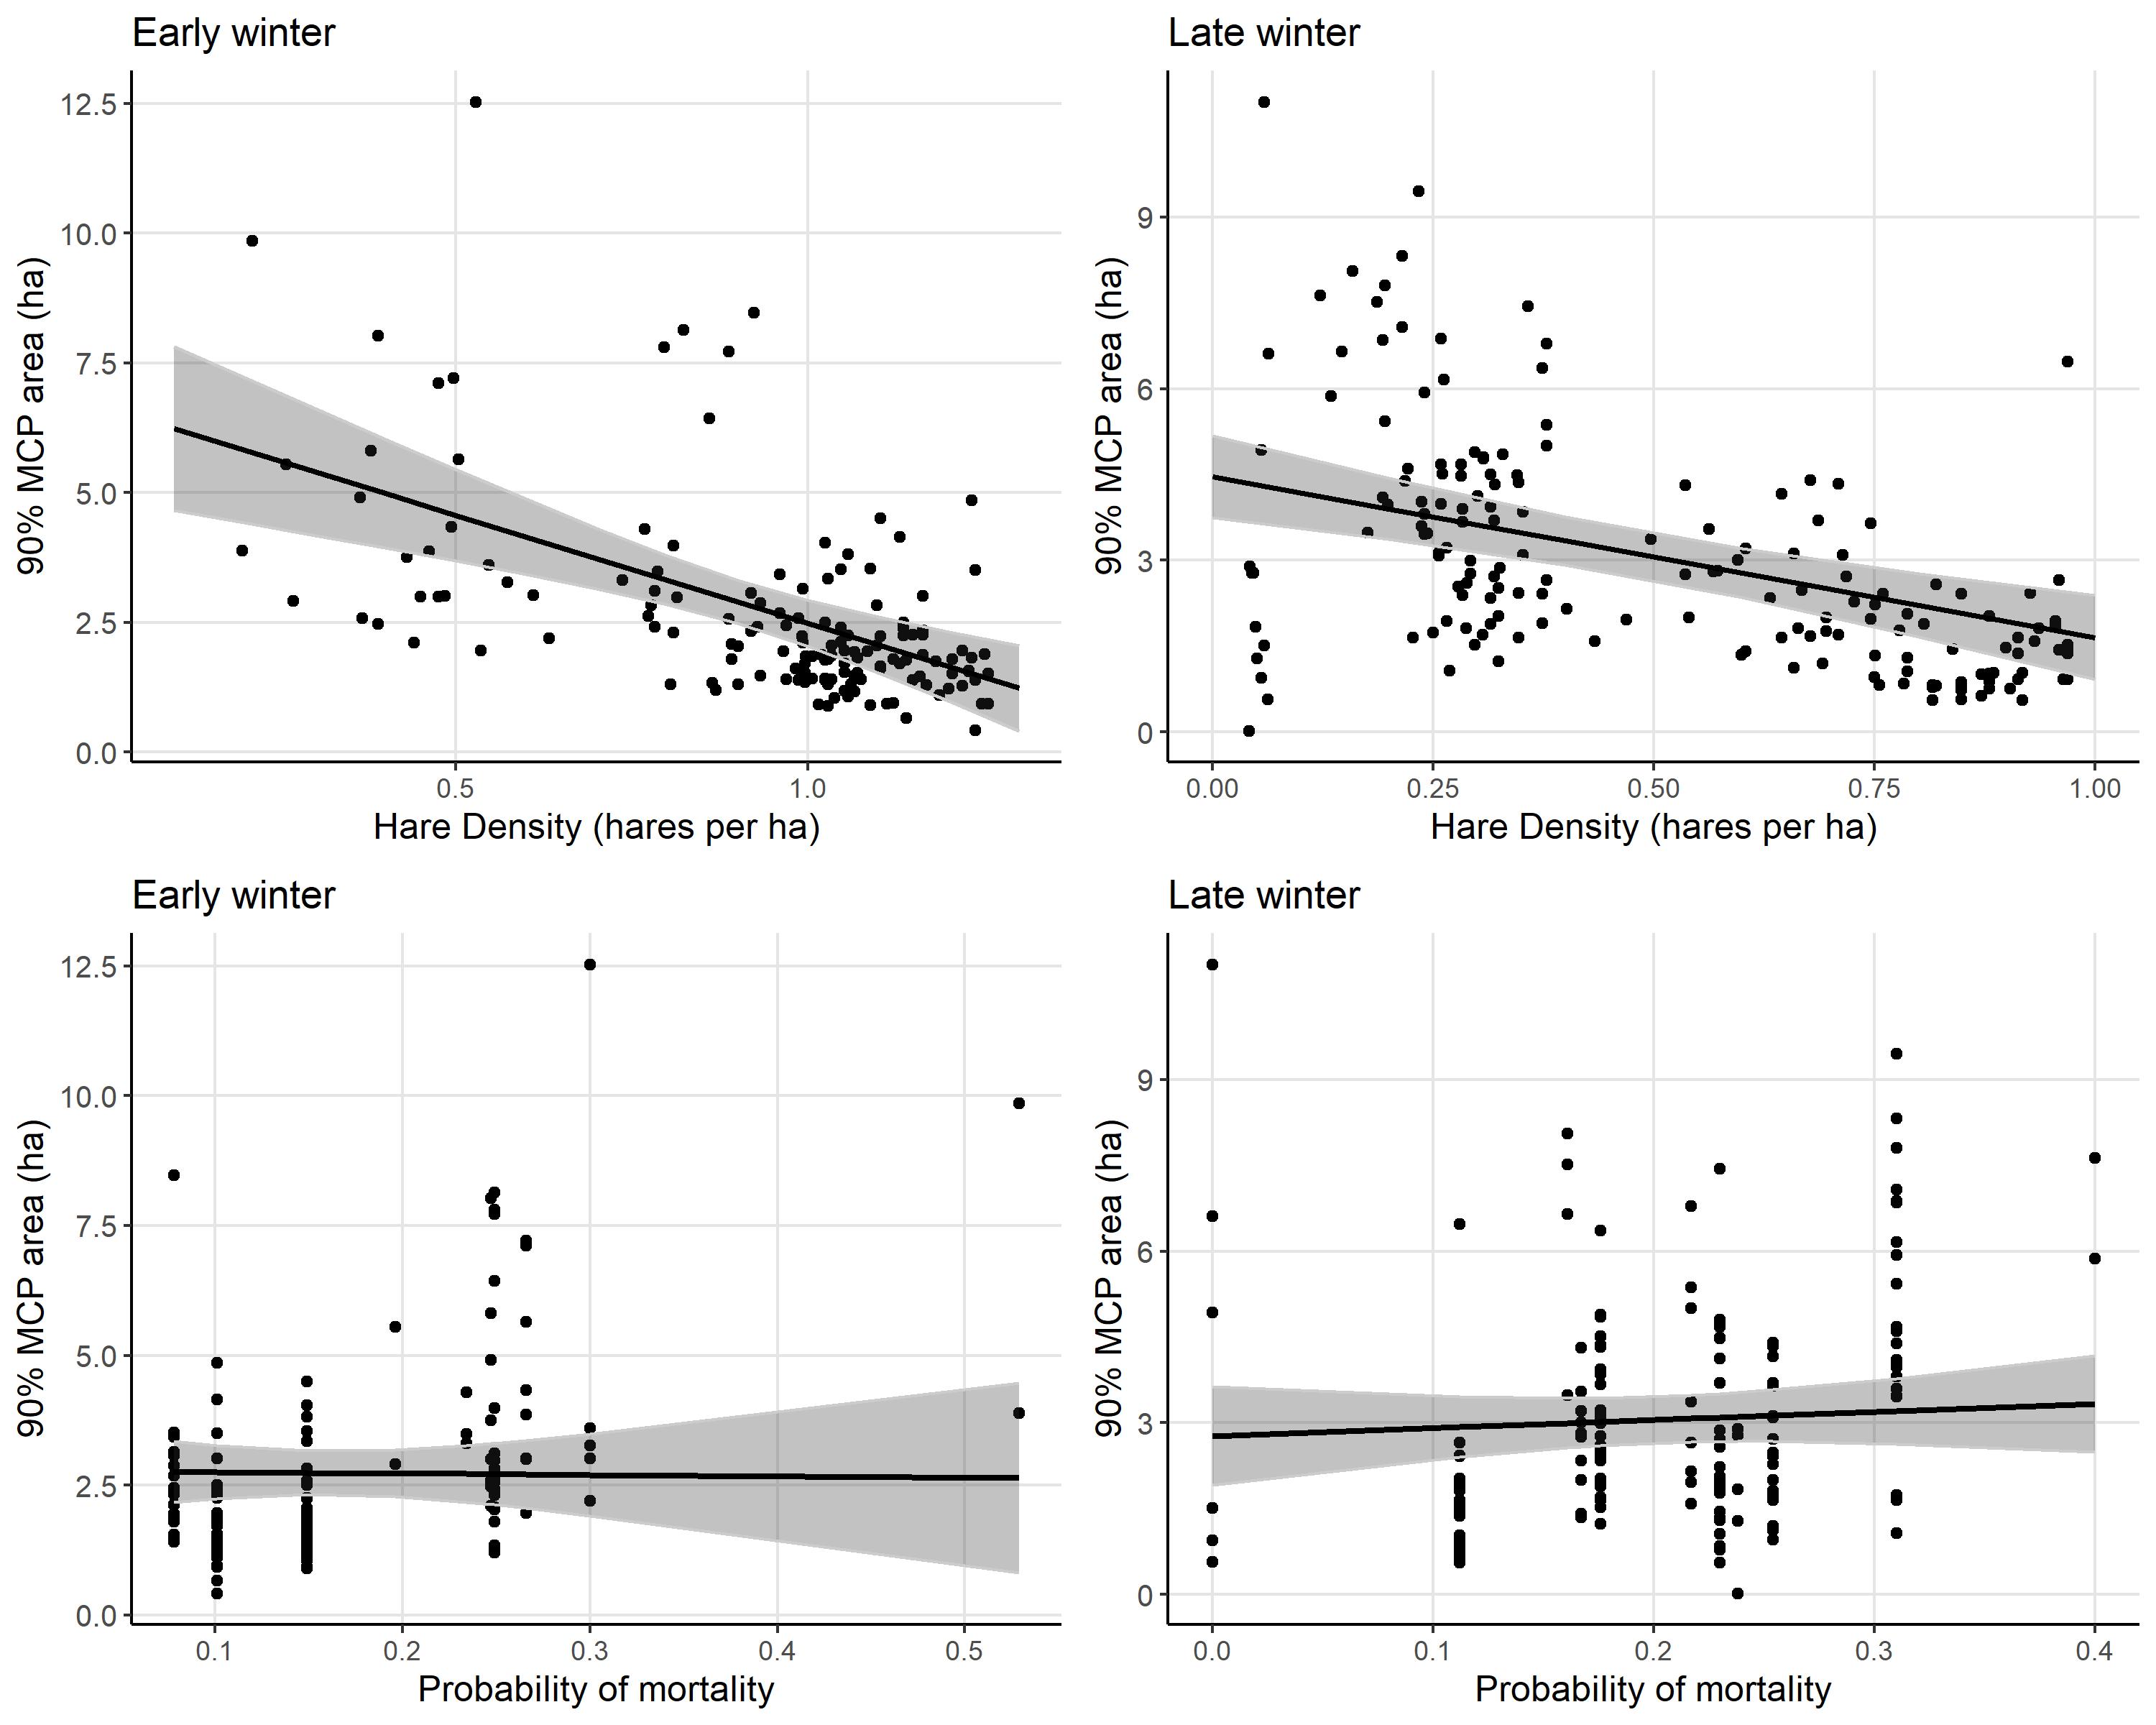 Early winter
12.5
10.0
7.5
5.0
2.5
0.0
90% MCP area (ha)
0.5 1.0
Hare Density (hares per ha)
Late winter
9
6
3
0
90% MCP area (ha)
0.00 0.25 0.50 0.75 1.00
Hare Density (hares per ha)
Early winter
12.5
10.0
7.5
5.0
2.5
0.0
90% MCP area (ha)
0.1 0.2 0.3 0.4 0.5
Probability of mortality
Late winter
9
6
3
0
90% MCP area (ha)
0.0 0.1 0.2 0.3 0.4
Probability of mortality